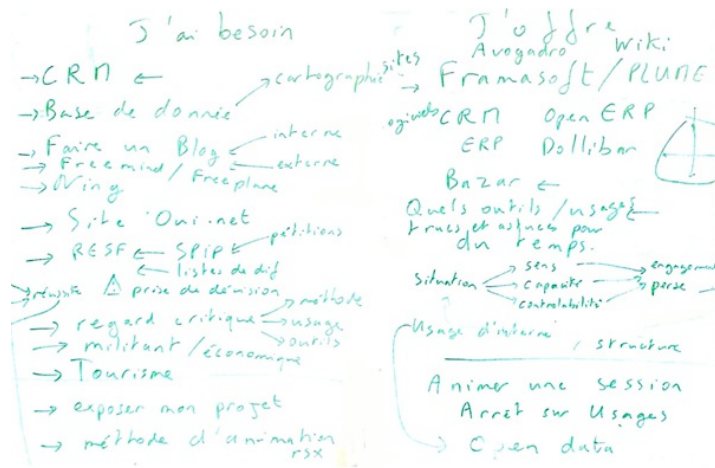 J'ai besoin
→ CRM ←
cartographie
→ Base de donnée
→ Faire un Blog
interne
externe
→ Freemind / Freeplane
→ Ning
→ Site Oui.net
→ RESF ← SPIP
pétitions
← listes de dif
→ réussite ⚠ prise de décision
→ regard critique
méthode
usage
outils
→ militant / économique
→ Tourisme
→ exposer mon projet
→ méthode d'animation
rsx
J'offre
Avogadro Wiki
sites
→ Framasoft / PLUME
CRM Open ERP
ERP Dollibar
Bazar ←
Quels outils / usages
trucs et astuces pour
du temps.
situation
sens
capacité
controlabilité
engagement
Usage d'interne
/ structure
Animer une session
Arrêt sur Usages
→ Open data